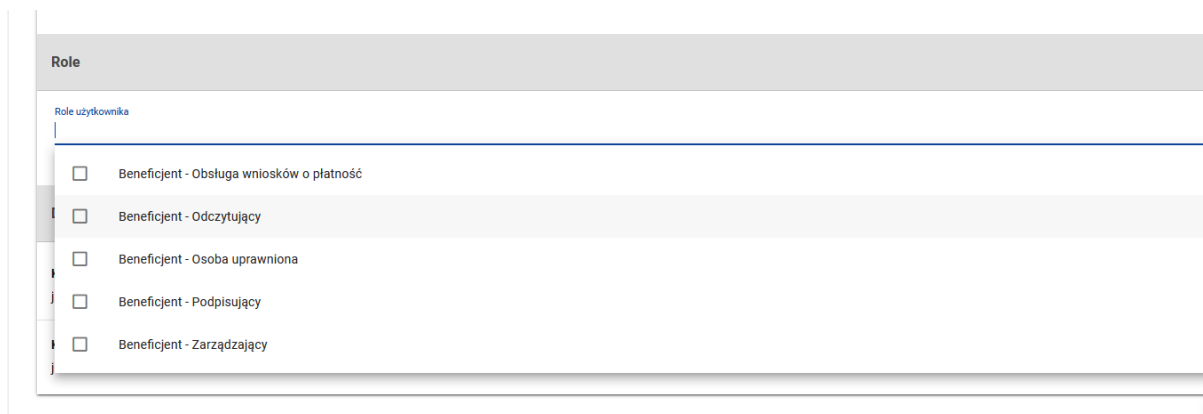 Role
Role użytkownika
Beneficjent - Obsługa wniosków o płatność
Beneficjent - Odczytujący
Beneficjent - Osoba uprawniona
Beneficjent - Podpisujący
Beneficjent - Zarządzający